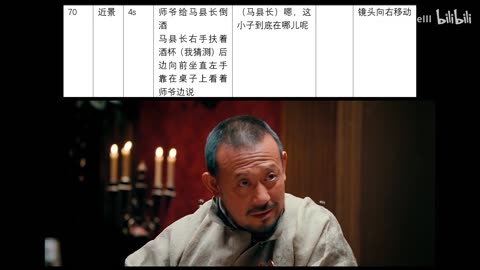 eIII bilibili
70 近景 4s 师爷给马县长倒 （马县长）嗯，这 镜头向右移动
酒 小子到底在哪儿呢
马县长右手扶着
酒杯（我猜测）后
边向前坐直左手
靠在桌子上看着
师爷边说